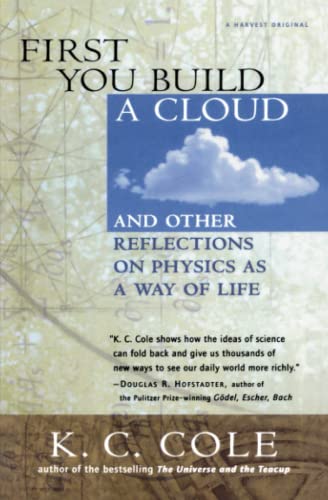 A HARVEST ORIGINAL
FIRST
YOU BUILD
A CLOUD
AND OTHER
REFLECTIONS
ON PHYSICS AS
A WAY OF LIFE
"K. C. Cole shows how the ideas of science
can fold back and give us thousands of
new ways to see our daily world more richly."
—DOUGLAS R. HOFSTADTER, author of
the Pulitzer Prize-winning Gödel, Escher, Bach
K. C. COLE
author of the bestselling The Universe and the Teacup